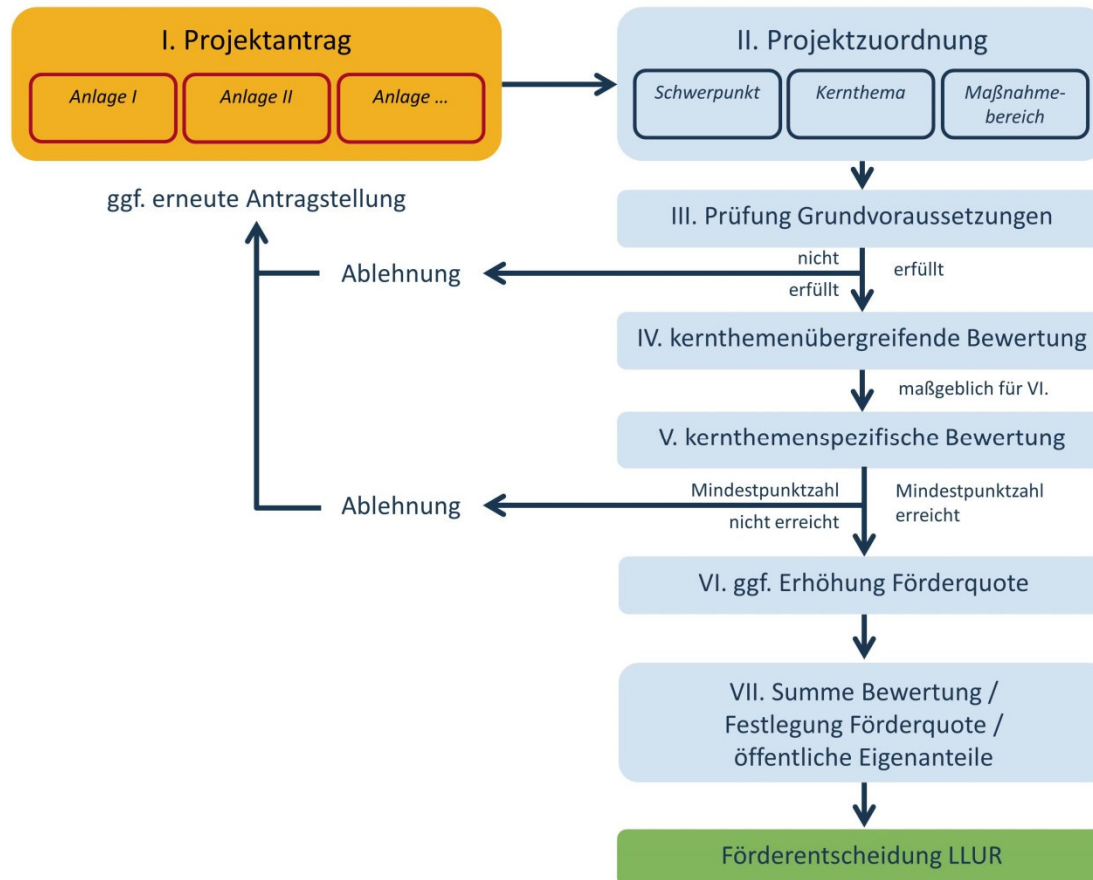 I. Projektantrag
Anlage I
Anlage II
Anlage ...
II. Projektzuordnung
Schwerpunkt
Kernthema
Maßnahme-
bereich
ggf. erneute Antragstellung
III. Prüfung Grundvoraussetzungen
nicht
erfüllt
erfüllt
Ablehnung
IV. kernthemenübergreifende Bewertung
maßgeblich für VI.
V. kernthemenspezifische Bewertung
Mindestpunktzahl
nicht erreicht
Mindestpunktzahl
erreicht
Ablehnung
VI. ggf. Erhöhung Förderquote
VII. Summe Bewertung /
Festlegung Förderquote /
öffentliche Eigenanteile
Förderentscheidung LLUR